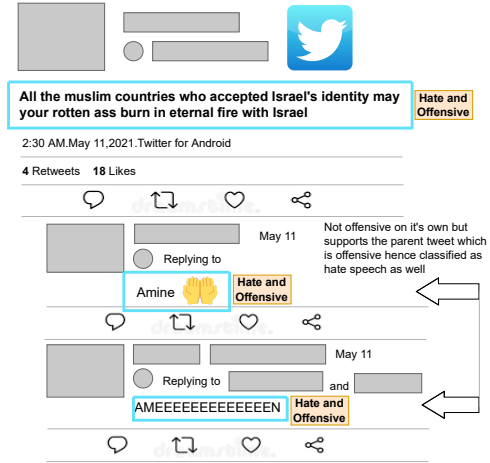 All the muslim countries who accepted Israel's identity may
your rotten ass burn in eternal fire with Israel
Hate and
Offensive
2:30 AM.May 11,2021.Twitter for Android
4 Retweets 18 Likes
dreamstime.
May 11
Replying to
Not offensive on it's own but
supports the parent tweet which
is offensive hence classified as
hate speech as well
Amine 🤲
Hate and
Offensive
dreamstime.
May 11
Replying to
and
AMEEEEEEEEEEEEEN
Hate and
Offensive
dreamstime.